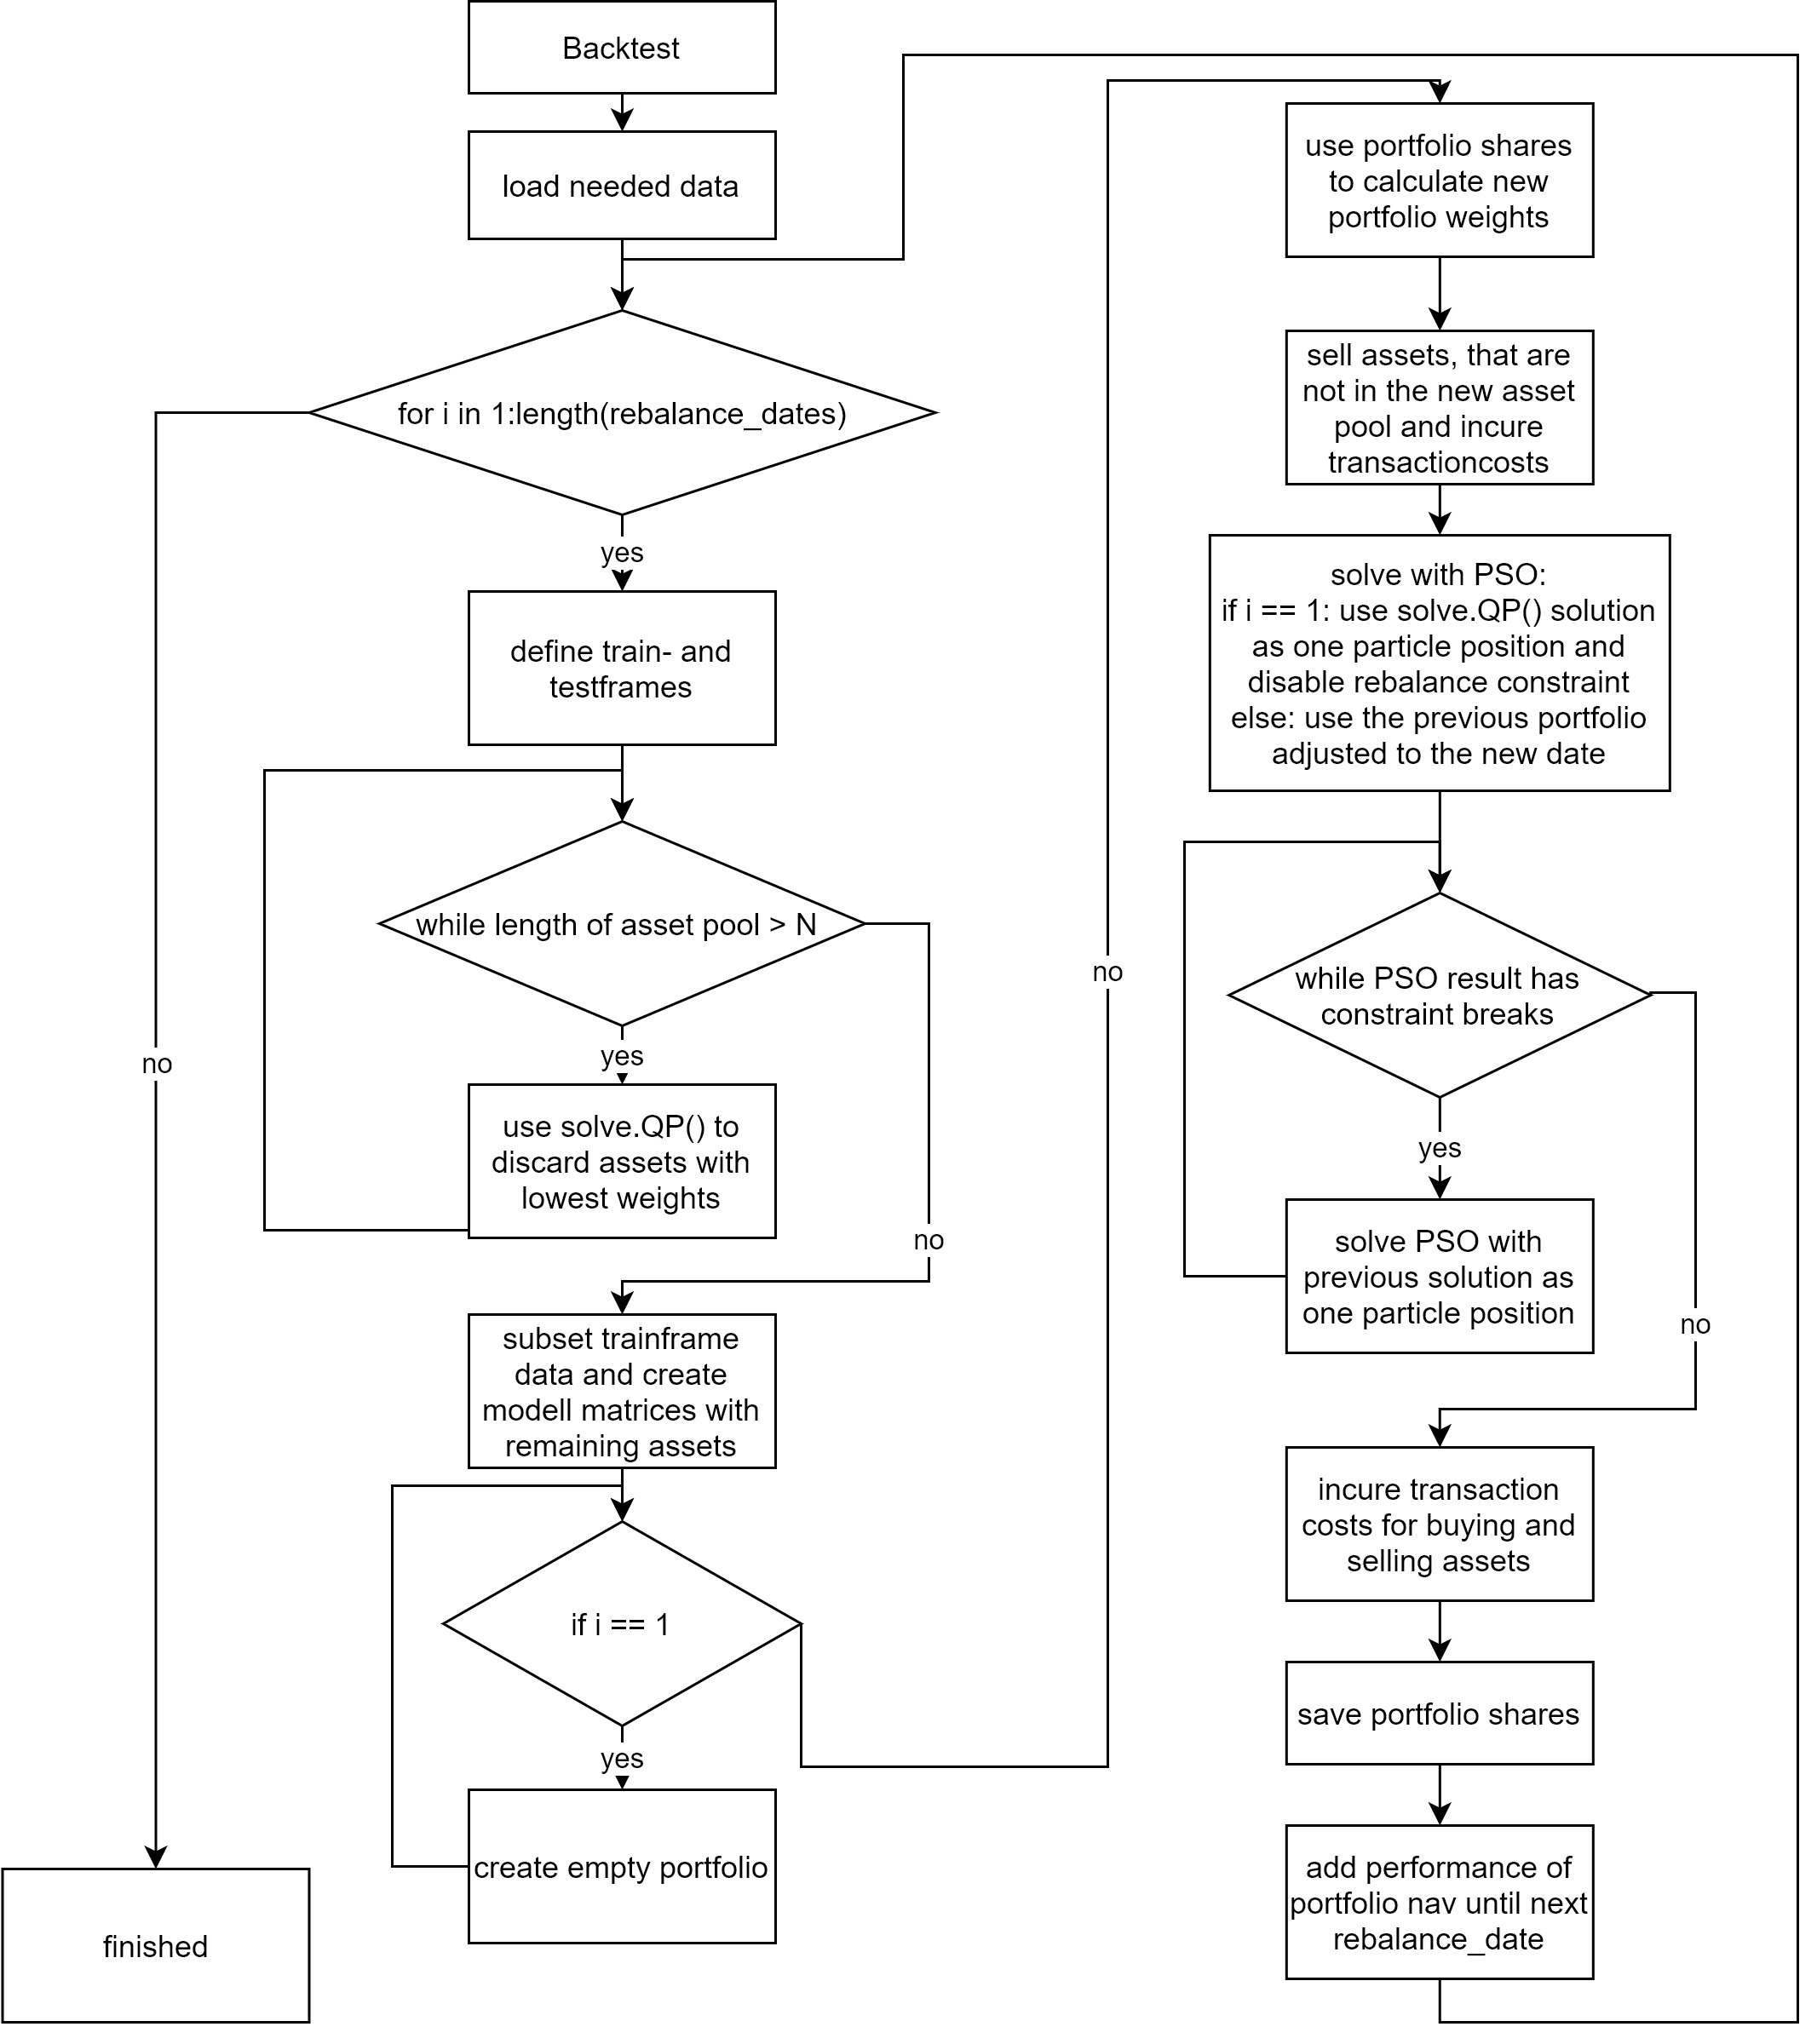 Backtest
load needed data
for i in 1:length(rebalance_dates)
yes
define train- and
testframes
while length of asset pool > N
yes
use solve.QP() to
discard assets with
lowest weights
no
subset trainframe
data and create
modell matrices with
remaining assets
if i == 1
yes
create empty portfolio
no
finished
no
use portfolio shares
to calculate new
portfolio weights
sell assets, that are
not in the new asset
pool and incure
transactioncosts
solve with PSO:
if i == 1: use solve.QP() solution
as one particle position and
disable rebalance constraint
else: use the previous portfolio
adjusted to the new date
while PSO result has
constraint breaks
yes
solve PSO with
previous solution as
one particle position
no
incure transaction
costs for buying and
selling assets
save portfolio shares
add performance of
portfolio nav until next
rebalance_date